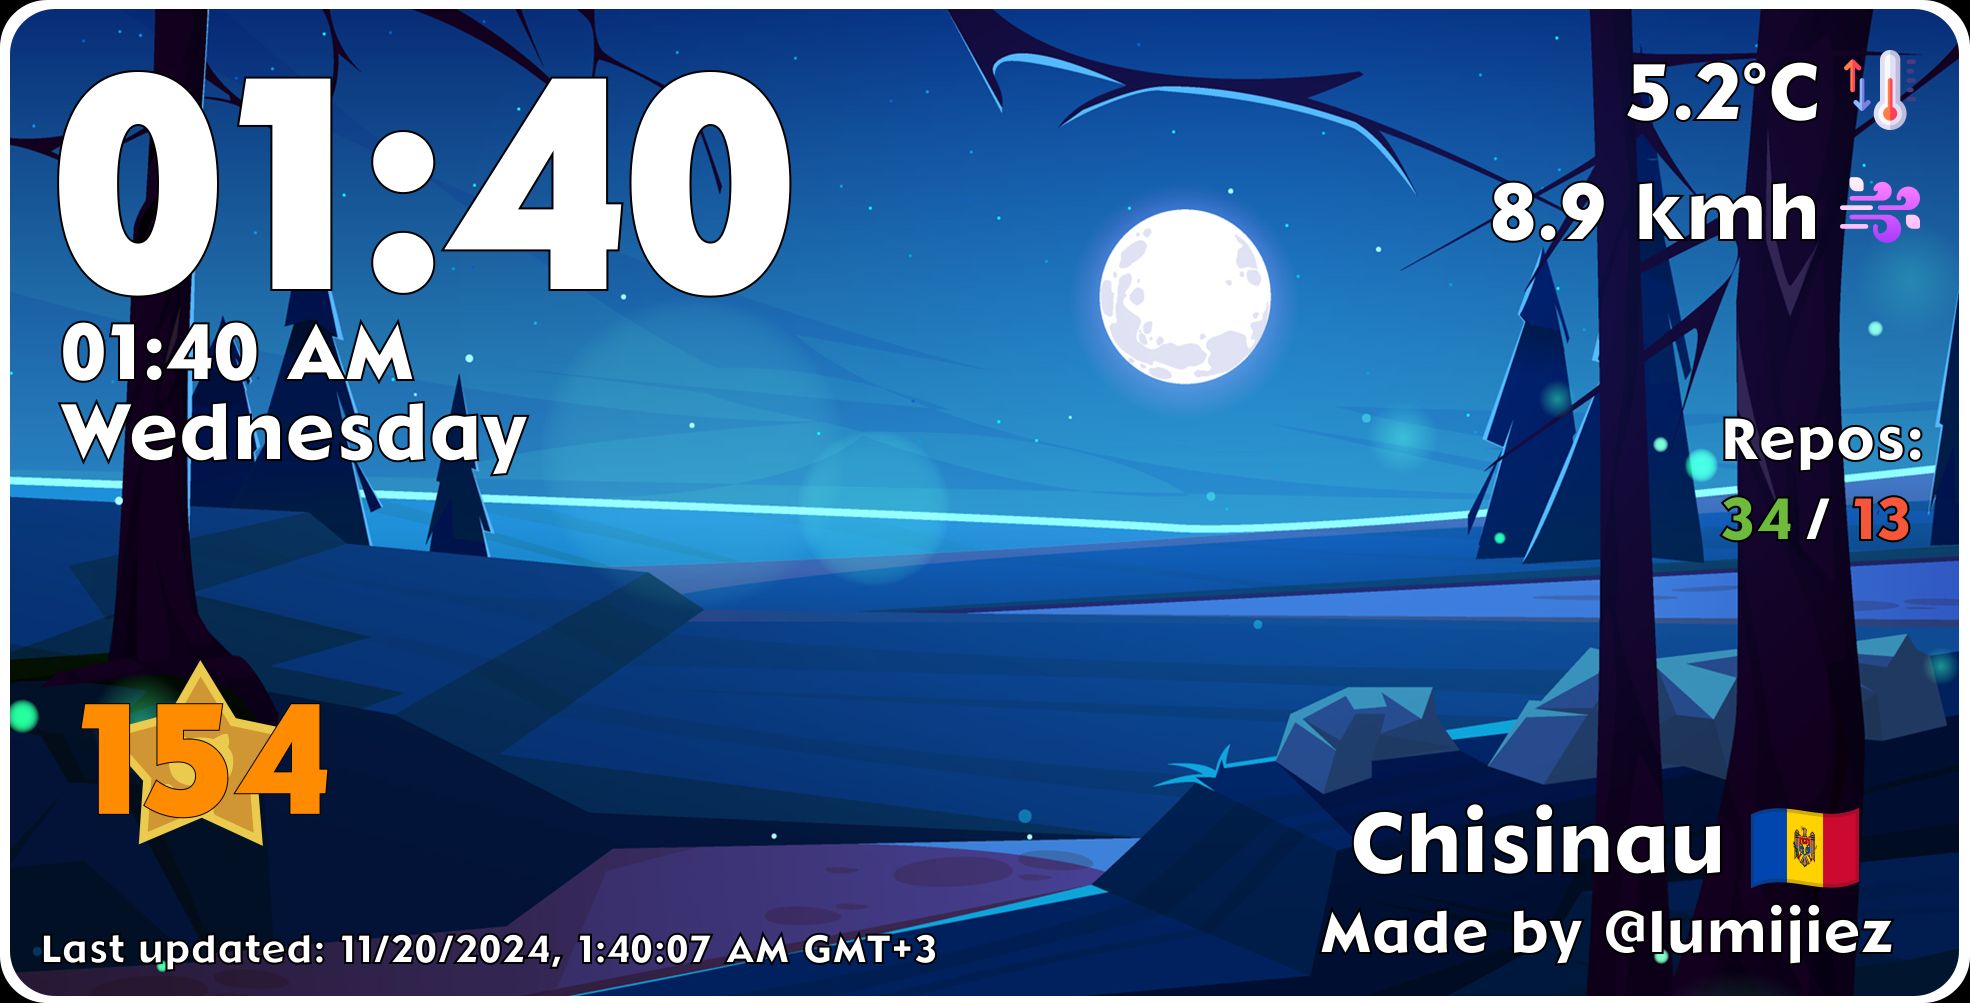 01:40
01:40 AM
Wednesday
5.2°C
8.9 kmh
Repos:
34 / 13
154
Chisinau
Made by @lumijiez
Last updated: 11/20/2024, 1:40:07 AM GMT+3